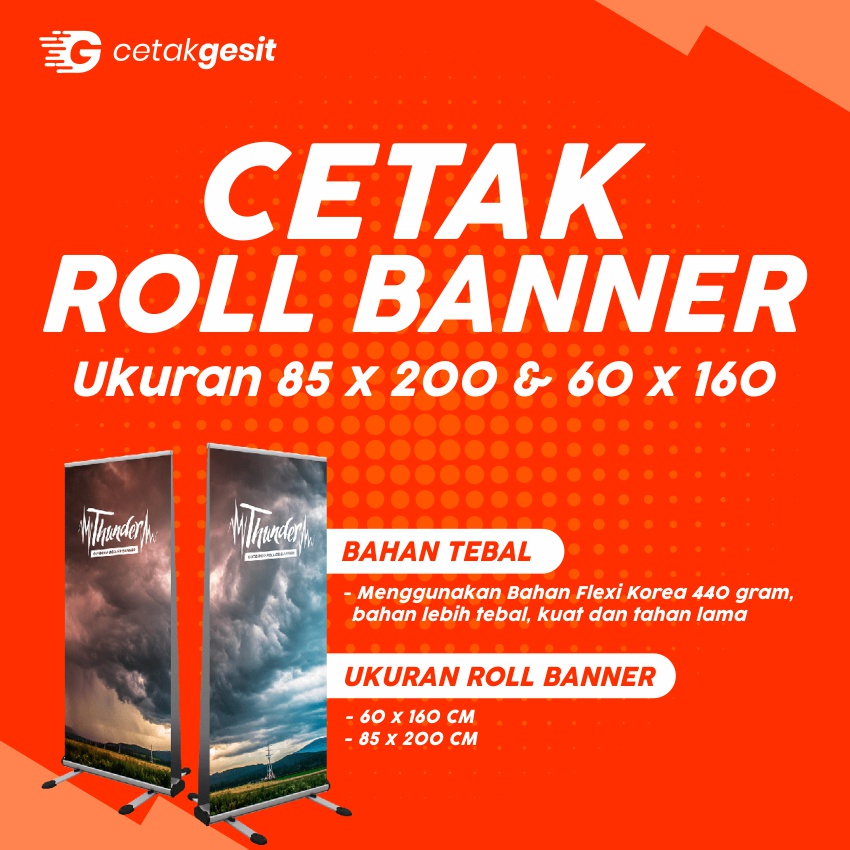 cetakgesit
CETAK
ROLL BANNER
Ukuran 85 x 200 & 60 x 160
Thunder
Thunder
BAHAN TEBAL
- Menggunakan Bahan Flexi Korea 440 gram,
bahan lebih tebal, kuat dan tahan lama
UKURAN ROLL BANNER
- 60 x 160 CM
- 85 x 200 CM